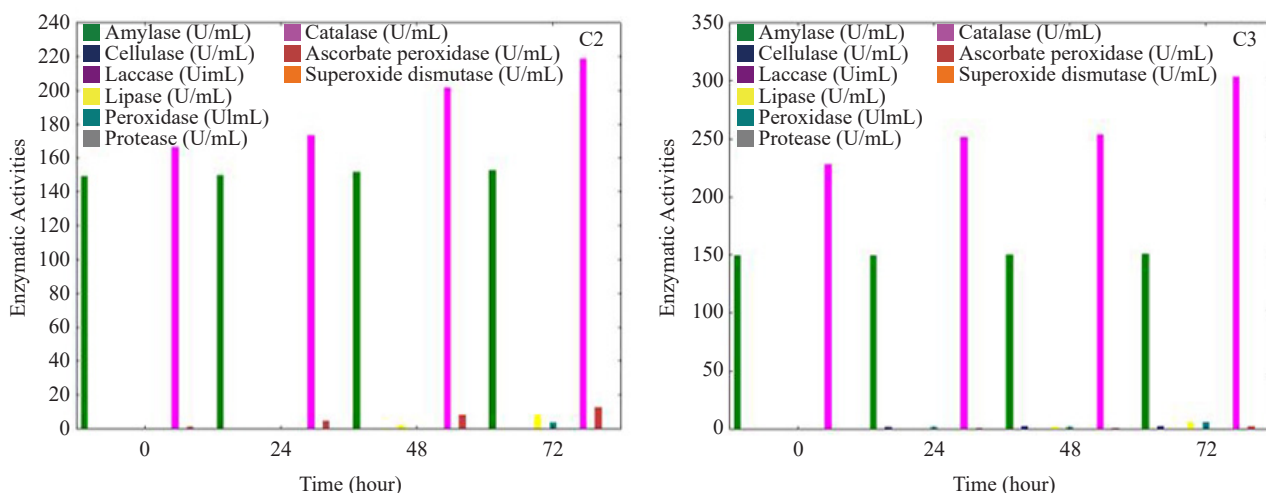 240
220
200
180
160
140
120
100
80
60
40
20
0
Enzymatic Activities
Amylase (U/mL)
Cellulase (U/mL)
Laccase (UimL)
Lipase (U/mL)
Peroxidase (UlmL)
Protease (U/mL)
Catalase (U/mL)
Ascorbate peroxidase (U/mL)
Superoxide dismutase (U/mL)
C2
0 24 48 72
Time (hour)
350
300
250
200
150
100
50
0
Enzymatic Activities
Amylase (U/mL)
Cellulase (U/mL)
Laccase (UimL)
Lipase (U/mL)
Peroxidase (UlmL)
Protease (U/mL)
Catalase (U/mL)
Ascorbate peroxidase (U/mL)
Superoxide dismutase (U/mL)
C3
0 24 48 72
Time (hour)